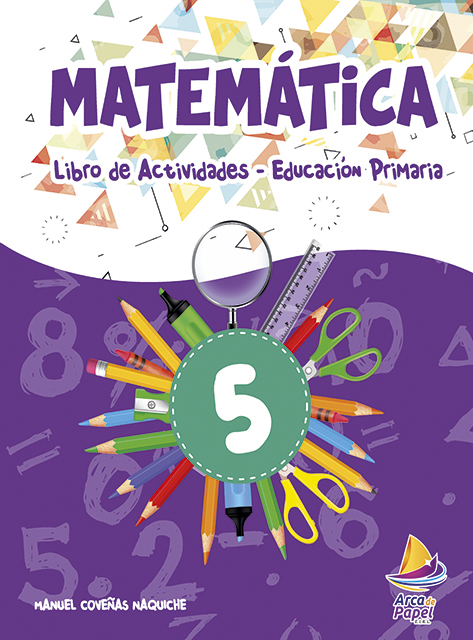 MATEMÁTICA
Libro de Actividades - Educación Primaria
5
MANUEL COVEÑAS NAQUICHE
Arca de
Papel
E.I.R.L.